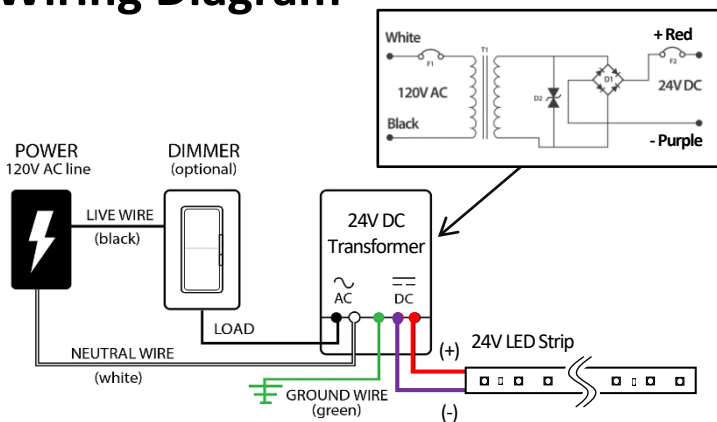 Wiring Diagram
White
T1
+ Red
F1
F2
120V AC
D1
D2
24V DC
Black
- Purple
POWER
120V AC line
DIMMER
(optional)
LIVE WIRE
(black)
24V DC
Transformer
AC
DC
LOAD
NEUTRAL WIRE
(white)
(+)
24V LED Strip
GROUND WIRE
(green)
(-)